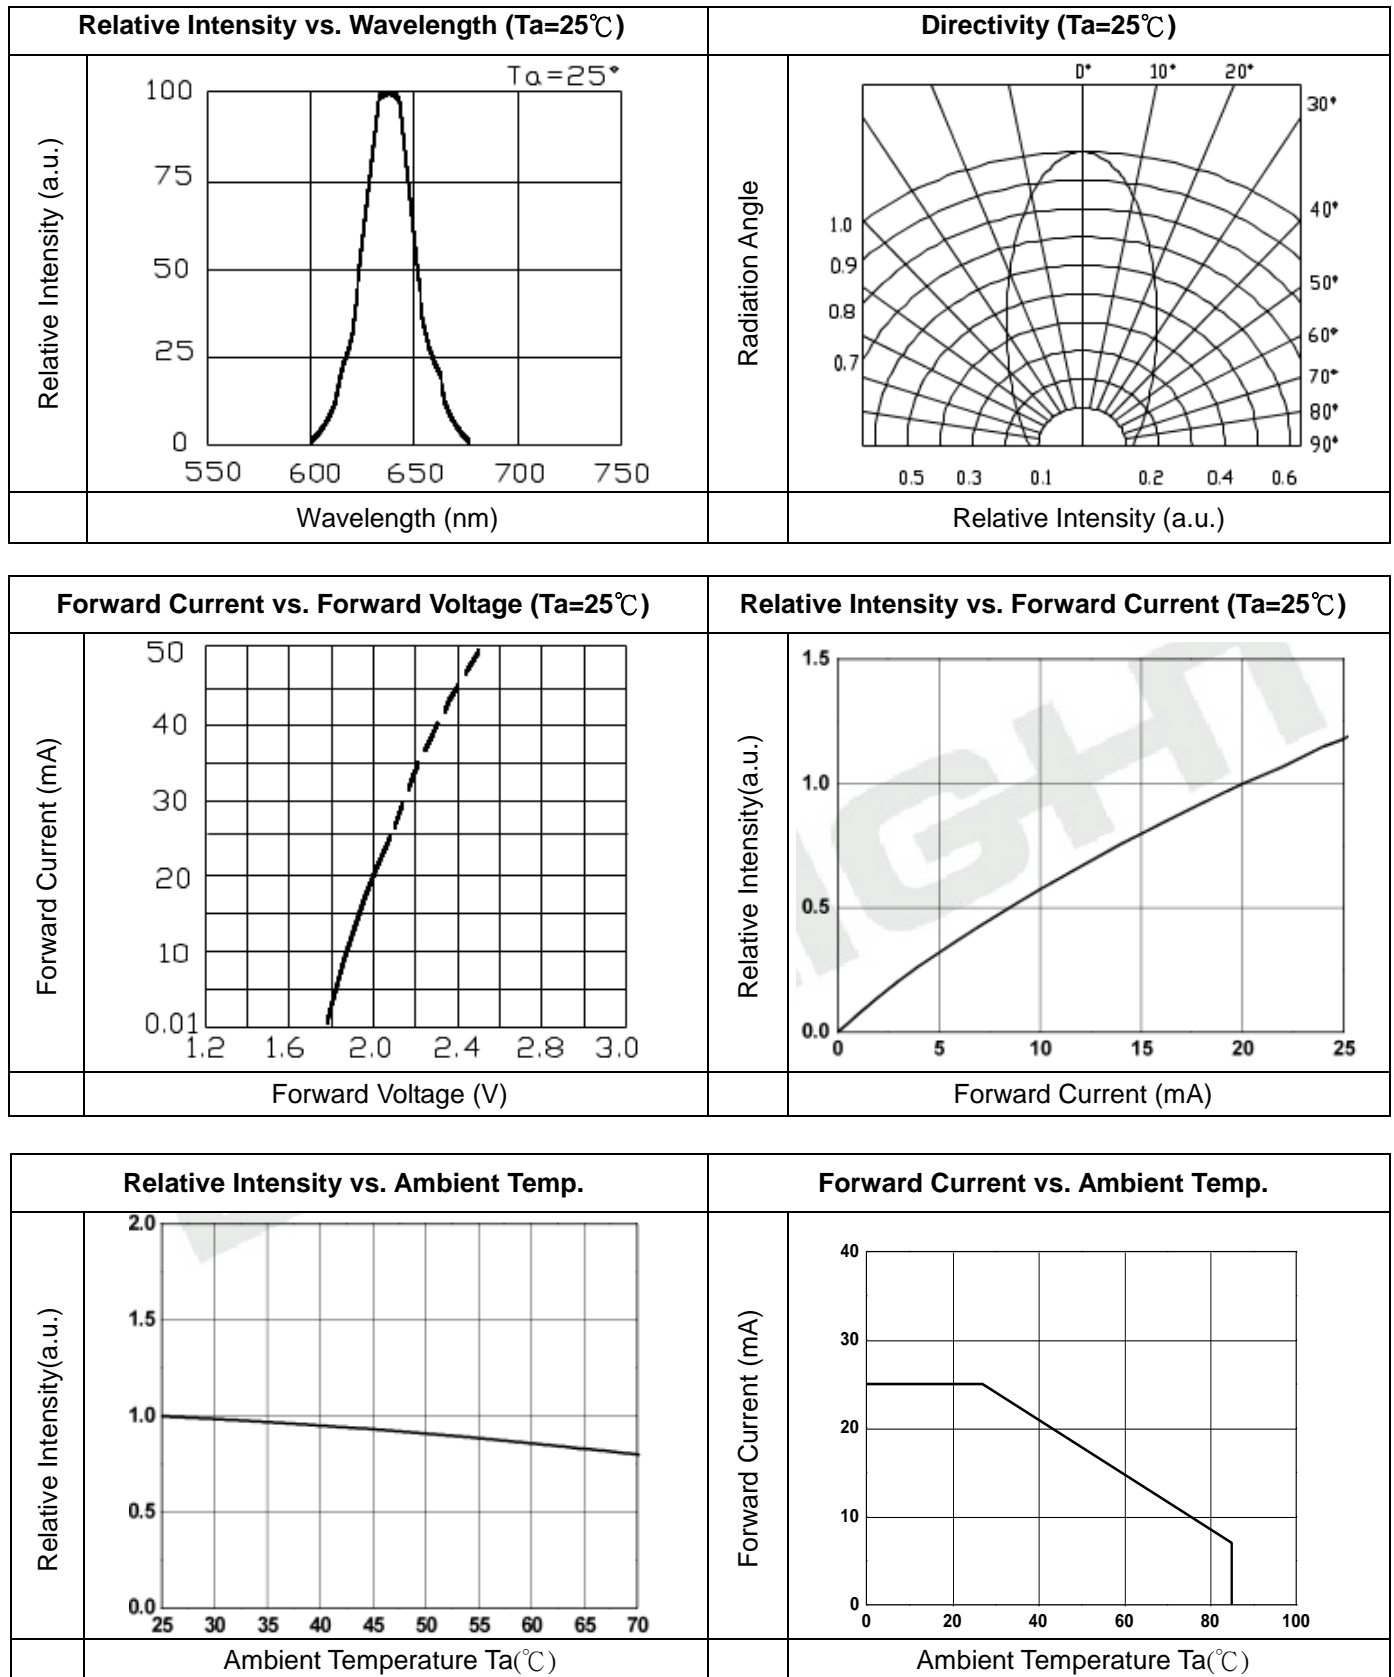 Relative Intensity vs. Wavelength (Ta=25℃)
Directivity (Ta=25℃)
Relative Intensity (a.u.)
Ta=25°
100
75
50
25
0
550 600 650 700 750
Wavelength (nm)
Radiation Angle
0° 10° 20°
30°
40°
50°
60°
70°
80°
90°
1.0
0.9
0.8
0.7
0.5 0.3 0.1 0.2 0.4 0.6
Relative Intensity (a.u.)
Forward Current vs. Forward Voltage (Ta=25℃)
Relative Intensity vs. Forward Current (Ta=25℃)
Forward Current (mA)
50
40
30
20
10
0.01
1.2 1.6 2.0 2.4 2.8 3.0
Forward Voltage (V)
Relative Intensity(a.u.)
1.5
1.0
0.5
0.0
0 5 10 15 20 25
Forward Current (mA)
Relative Intensity vs. Ambient Temp.
Forward Current vs. Ambient Temp.
Relative Intensity(a.u.)
2.0
1.5
1.0
0.5
0.0
25 30 35 40 45 50 55 60 65 70
Ambient Temperature Ta(℃)
Forward Current (mA)
40
30
20
10
0
0 20 40 60 80 100
Ambient Temperature Ta(℃)